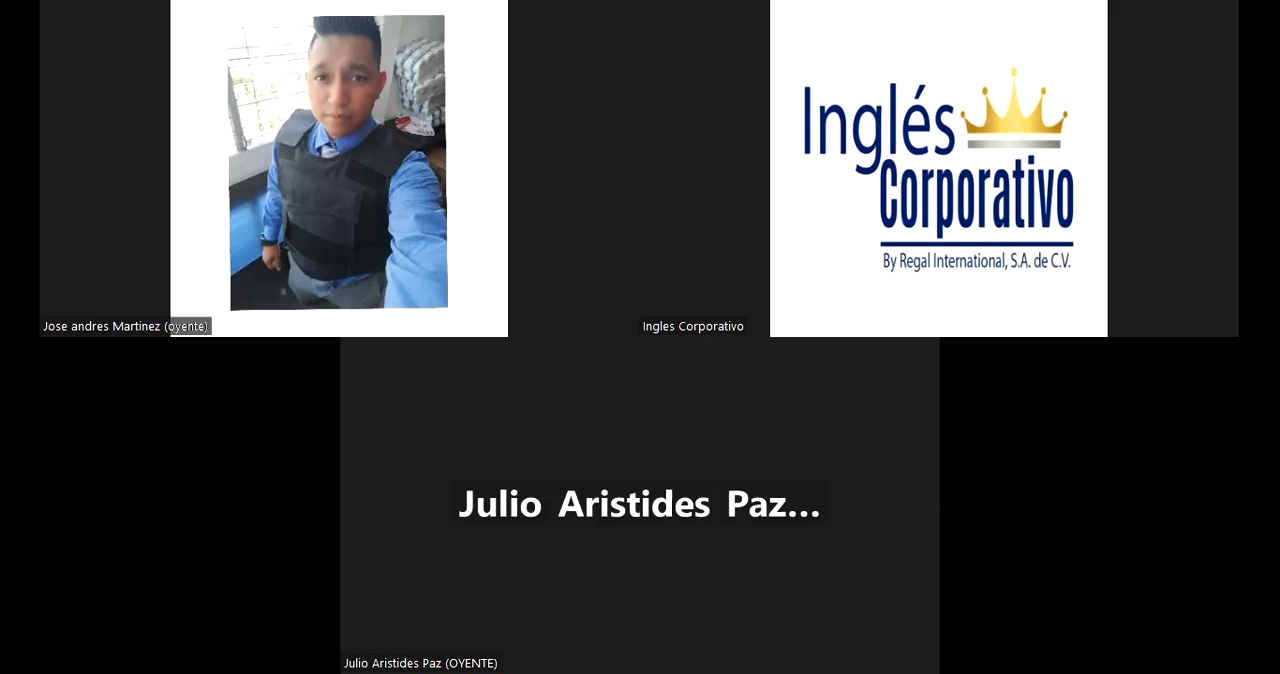 Inglés
Corporativo
By Regal International, S.A. de C.V.
Jose andres Martinez (oyente)
Ingles Corporativo
Julio Aristides Paz...
Julio Aristides Paz (OYENTE)